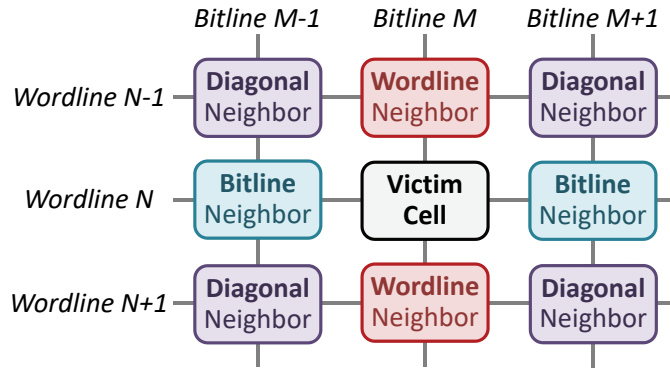 Bitline M-1 Bitline M Bitline M+1
Wordline N-1 Diagonal Neighbor Wordline Neighbor Diagonal Neighbor
Wordline N Bitline Neighbor Victim Cell Bitline Neighbor
Wordline N+1 Diagonal Neighbor Wordline Neighbor Diagonal Neighbor